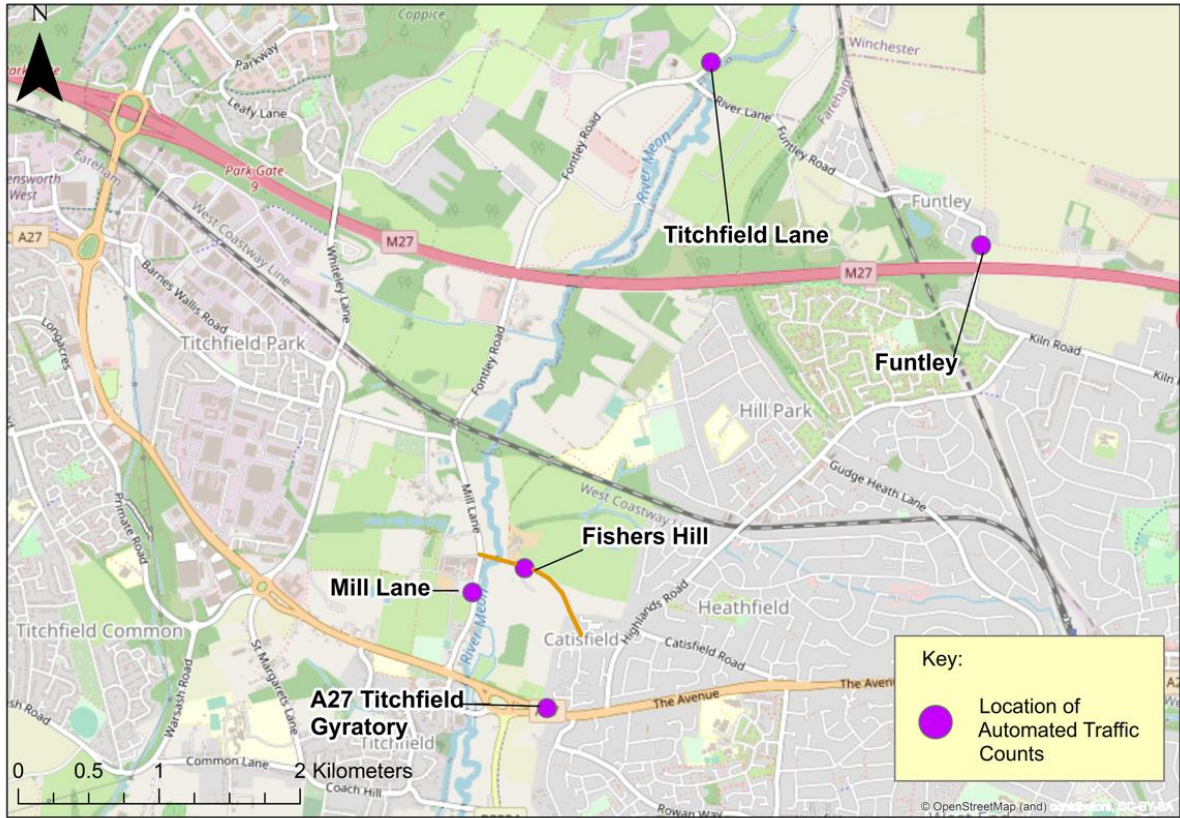 N
Coppice
Parkway
Winchester
Fareham
Leafy Lane
River Lane
Funtley Road
Fontley Road
River Meon
Fareham
Park Gate
9
West
Funtley
West Coastway Line
Titchfield Lane
A27
M27
M27
Whiteley Lane
Barnes Wallis Road
Longacres
Titchfield Park
Fontley Road
Funtley
Kiln Road
Hill Park
Gudge Heath Lane
Primate Road
Mill Lane
West Coastway
Fishers Hill
Mill Lane
Highlands Road
Heathfield
Titchfield Common
River Meon
Catisfield
Catisfield Road
St Margarets Lane
Warsash Road
A27 Titchfield
Gyratory
The Avenue
The Avenue
Titchfield
Common Lane
Coach Hill
Rowan Way
0 0.5 1 2 Kilometers
Key:
Location of
Automated Traffic
Counts
© OpenStreetMap (and) contributors, CC-BY-SA